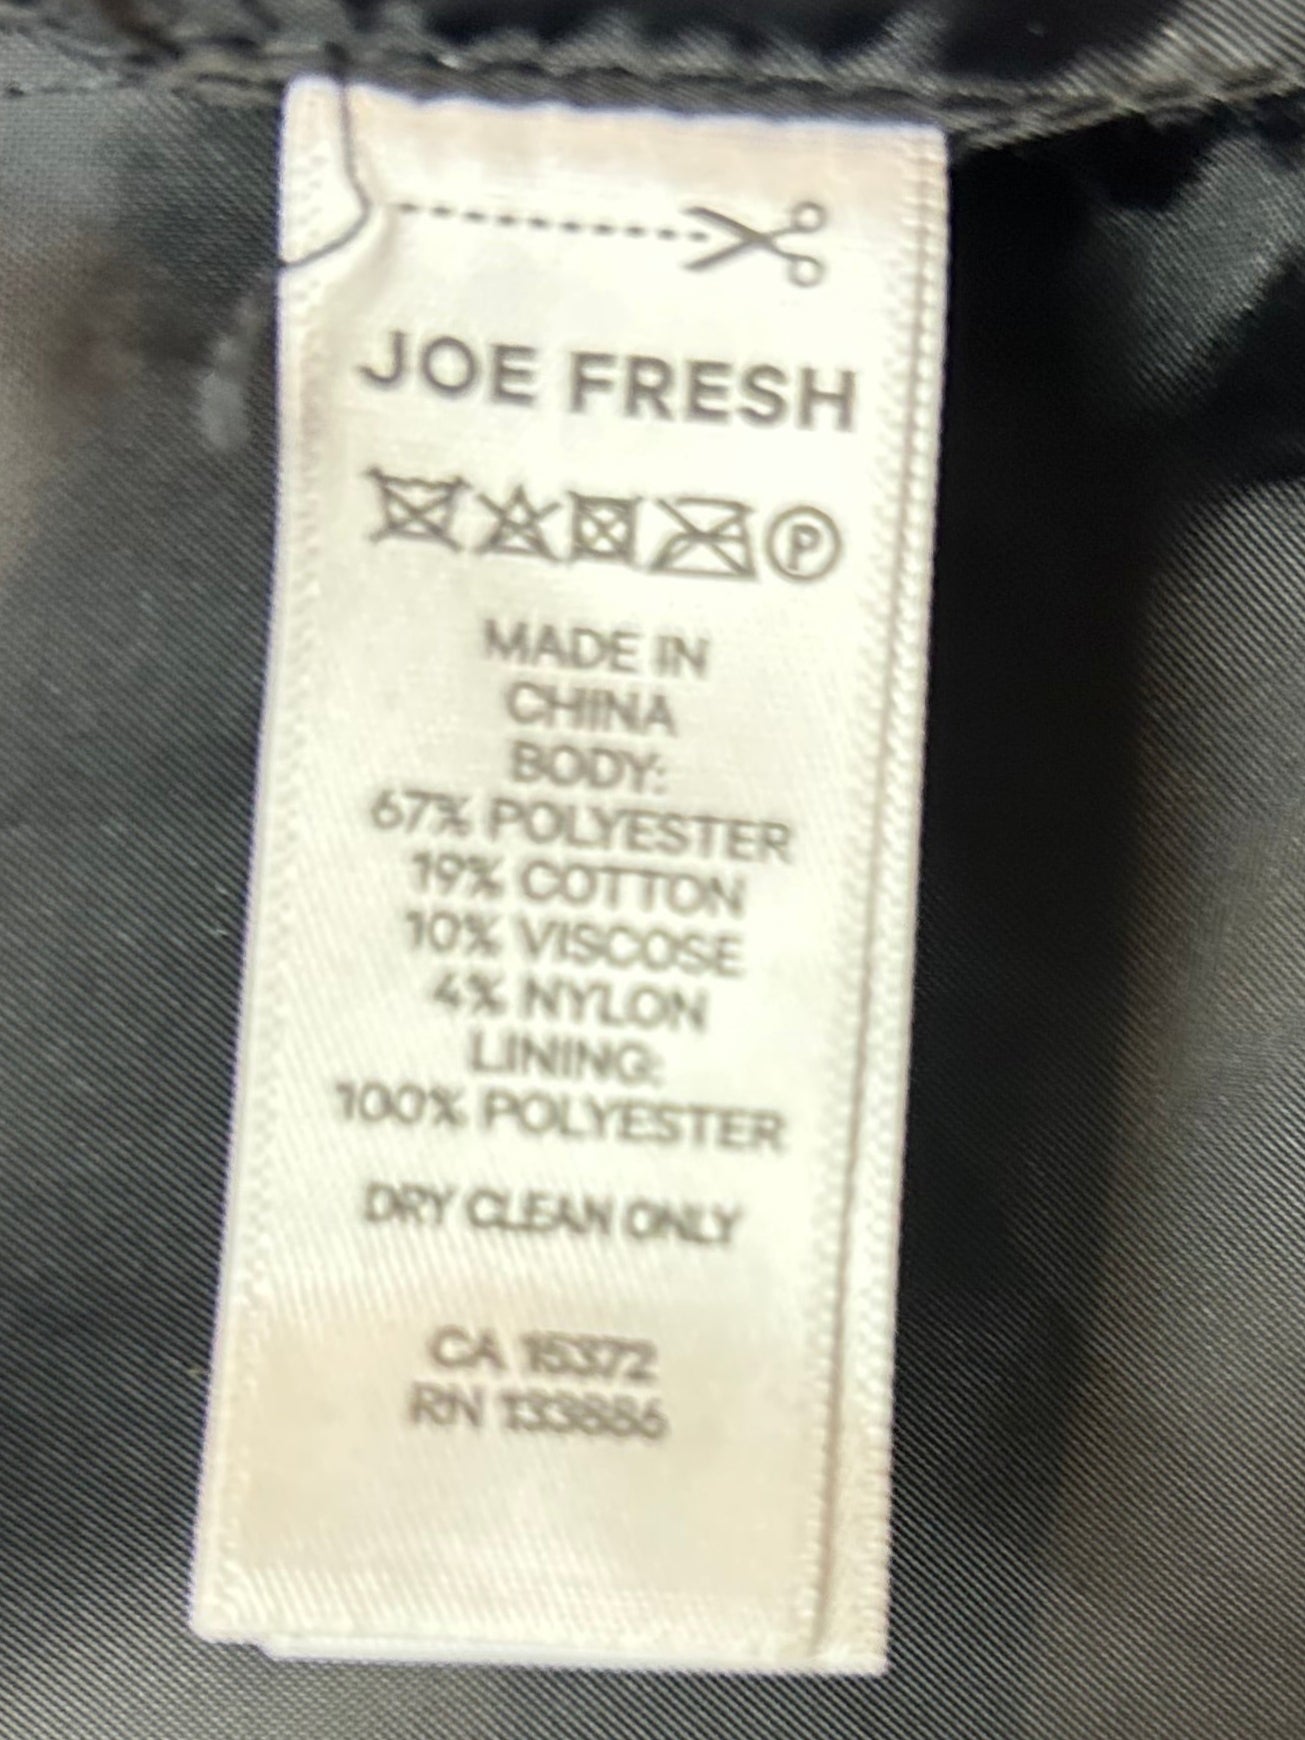 JOE FRESH
P
MADE IN
CHINA
BODY:
67% POLYESTER
19% COTTON
10% VISCOSE
4% NYLON
LINING:
100% POLYESTER
DRY CLEAN ONLY
CA 15372
RN 133886